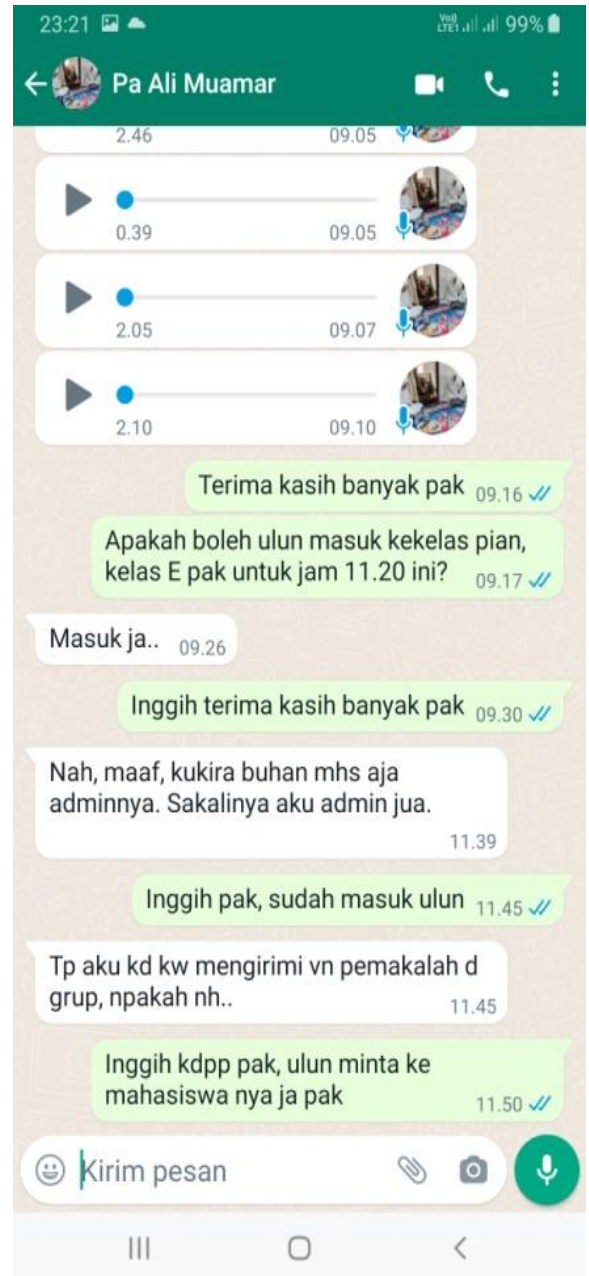 23:21
Vo))
LTE1
99%
Pa Ali Muamar
2.46 09.05
0.39 09.05
2.05 09.07
2.10 09.10
Terima kasih banyak pak 09.16
Apakah boleh ulun masuk kekelas pian,
kelas E pak untuk jam 11.20 ini? 09.17
Masuk ja.. 09.26
Inggih terima kasih banyak pak 09.30
Nah, maaf, kukira buhan mhs aja
adminnya. Sakalinya aku admin jua.
11.39
Inggih pak, sudah masuk ulun 11.45
Tp aku kd kw mengirimi vn pemakalah d
grup, npakah nh.. 11.45
Inggih kdpp pak, ulun minta ke
mahasiswa nya ja pak 11.50
Kirim pesan